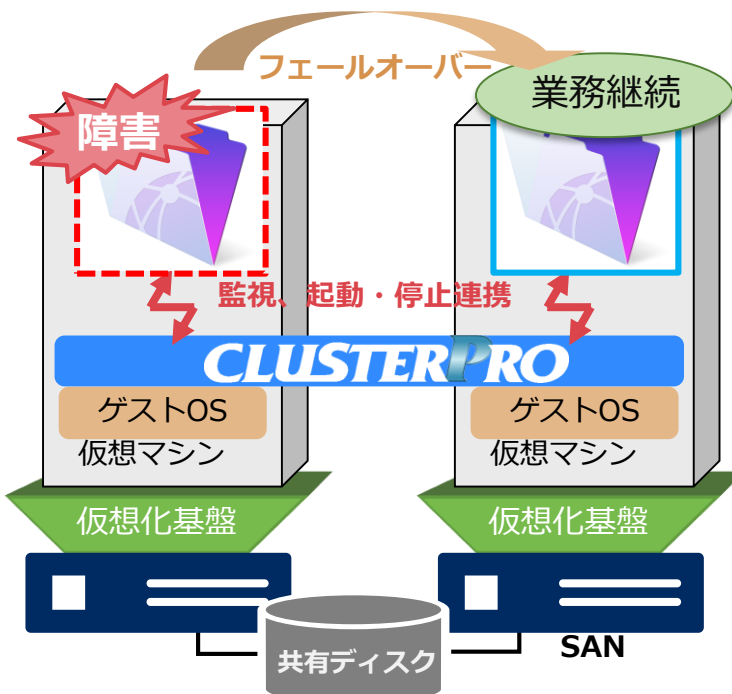 フェールオーバー
業務継続
障害
監視、起動・停止連携
CLUSTERPRO
ゲストOS
ゲストOS
仮想マシン
仮想マシン
仮想化基盤
仮想化基盤
SAN
共有ディスク